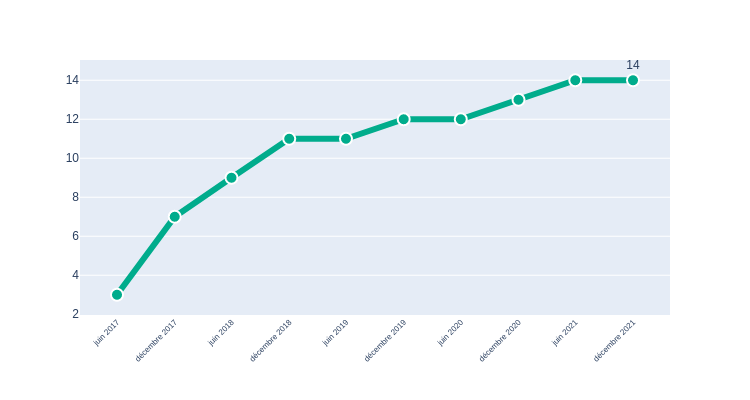 14
14
12
10
8
6
4
2
juin 2017
décembre 2017
juin 2018
décembre 2018
juin 2019
décembre 2019
juin 2020
décembre 2020
juin 2021
décembre 2021